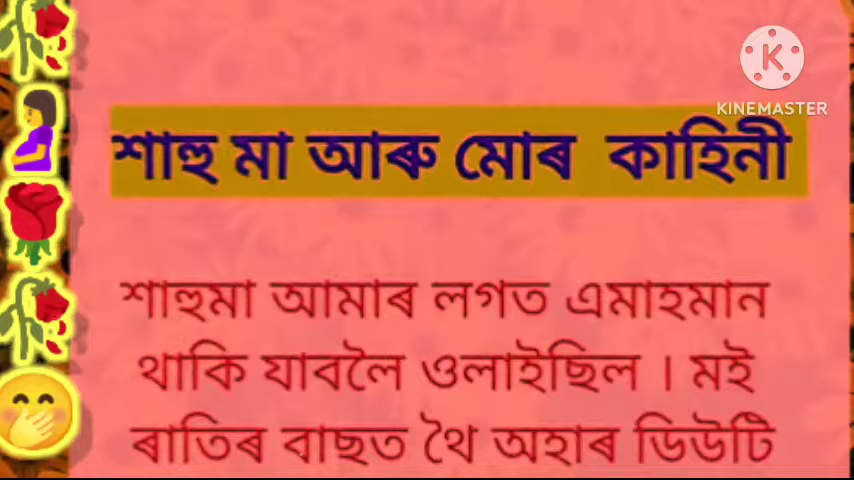 KINEMASTER
শাহু মা আৰু মোৰ কাহিনী
শাহুমা আমাৰ লগত এমাহমান
থাকি যাবলৈ ওলাইছিল । মই
ৰাতিৰ বাছত থৈ অহাৰ ডিউটি